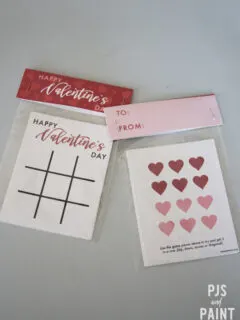 HAPPY
Valentine's
DAY
TO:
FROM:
HAPPY
Valentine's
DAY
PJS
and
PAINT